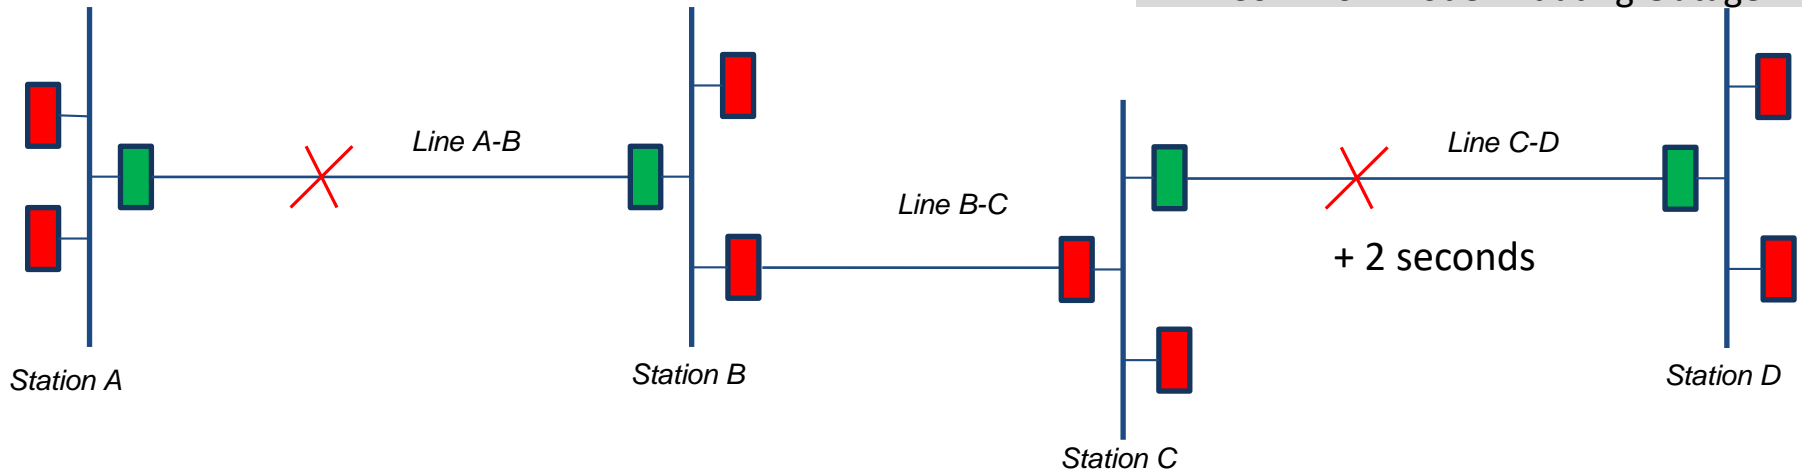 Line A-B
Line B-C
Line C-D
+ 2 seconds
Station A
Station B
Station C
Station D